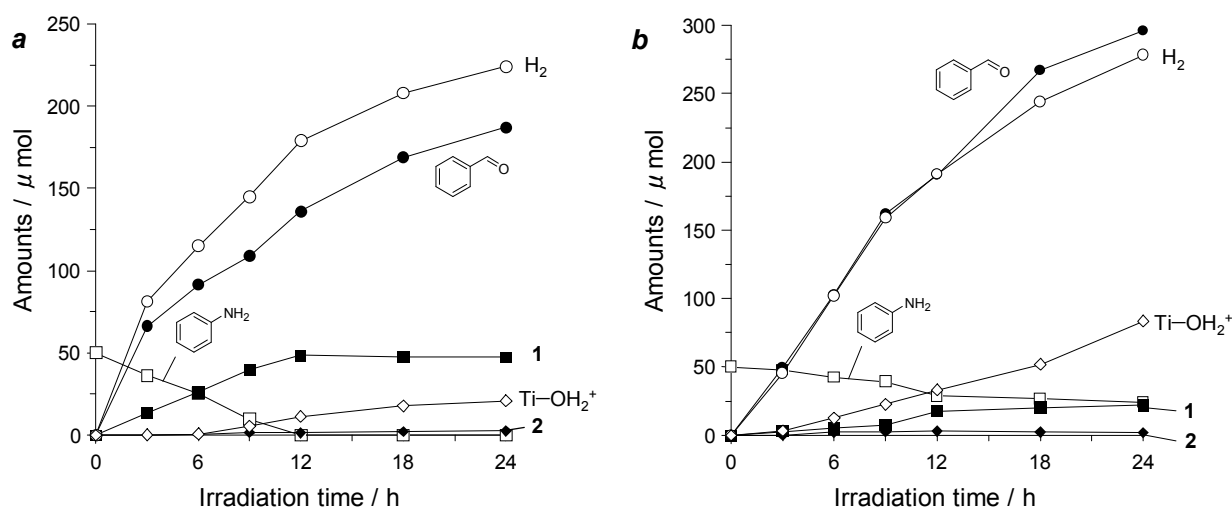 a
250
200
150
100
50
0
Amounts / μ mol
H2
O
NH2
1
Ti–OH2+
2
0
6
12
18
24
Irradiation time / h
b
300
250
200
150
100
50
0
Amounts / μ mol
O
H2
NH2
Ti–OH2+
1
2
0
6
12
18
24
Irradiation time / h